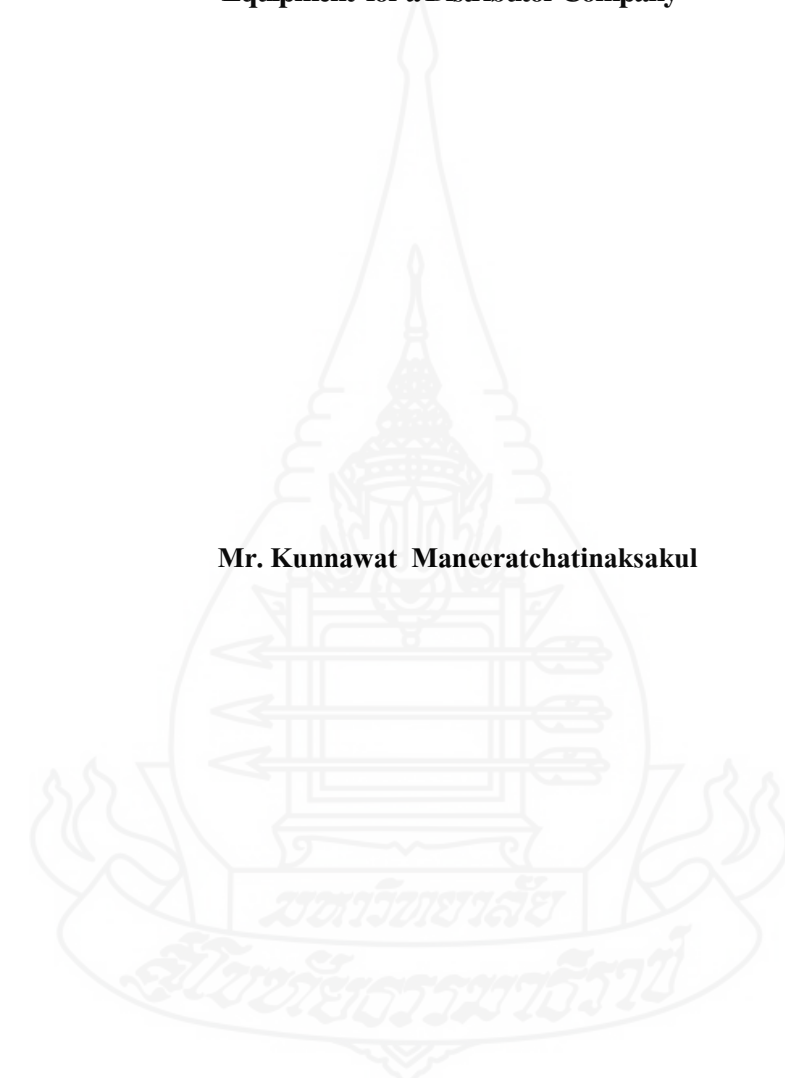 Equipment for a Distributor Company
Mr. Kunnawat Maneeratchatinaksakul
มหาวิทยาลัย
สุโขทัยธรรมาธิราช